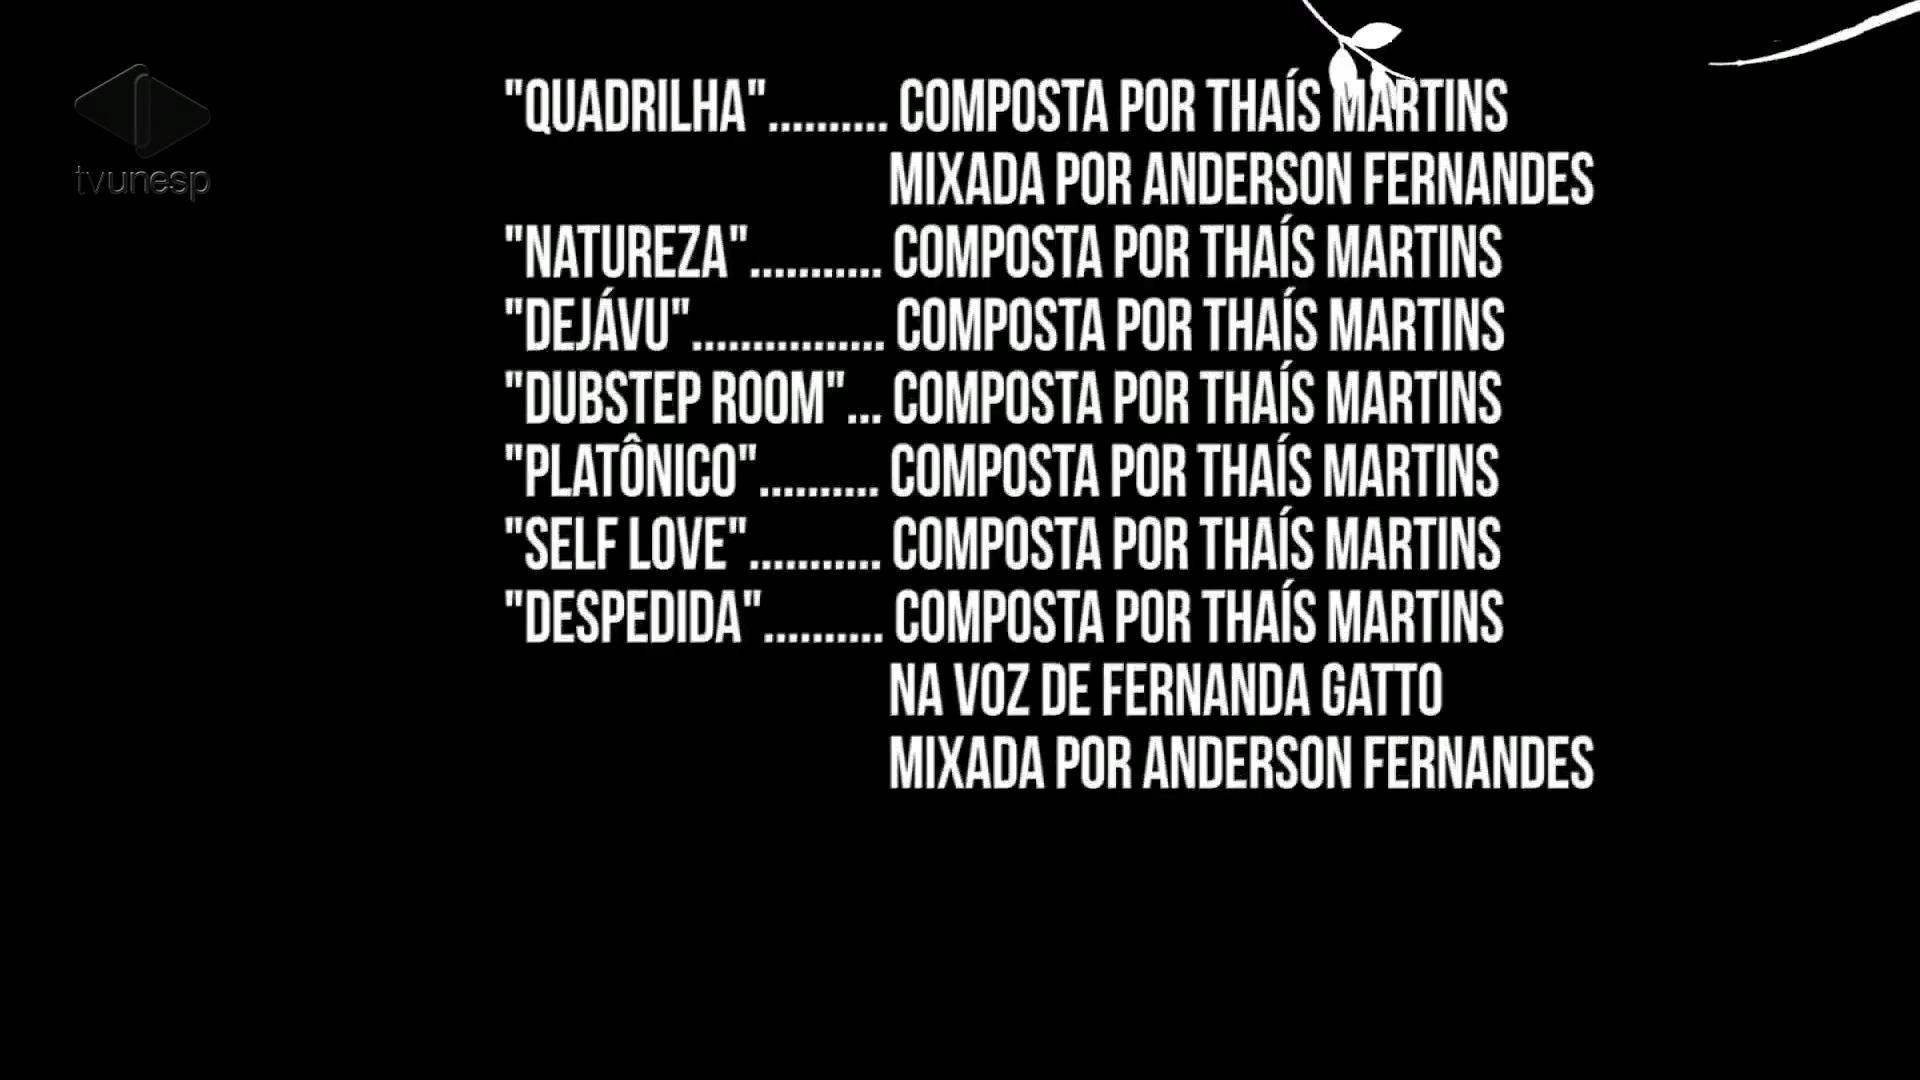 tvunesp
"QUADRILHA".......... COMPOSTA POR THAÍS MARTINS
MIXADA POR ANDERSON FERNANDES
"NATUREZA"........... COMPOSTA POR THAÍS MARTINS
"DEJÁVU"................ COMPOSTA POR THAÍS MARTINS
"DUBSTEP ROOM"... COMPOSTA POR THAÍS MARTINS
"PLATÔNICO".......... COMPOSTA POR THAÍS MARTINS
"SELF LOVE"........... COMPOSTA POR THAÍS MARTINS
"DESPEDIDA".......... COMPOSTA POR THAÍS MARTINS
NA VOZ DE FERNANDA GATTO
MIXADA POR ANDERSON FERNANDES